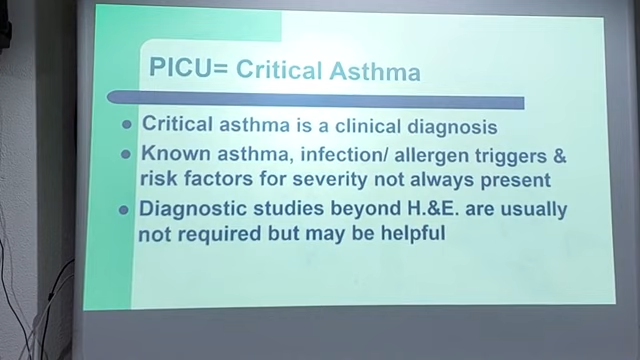 PICU= Critical Asthma
Critical asthma is a clinical diagnosis
Known asthma, infection/ allergen triggers &
risk factors for severity not always present
Diagnostic studies beyond H.&E. are usually
not required but may be helpful